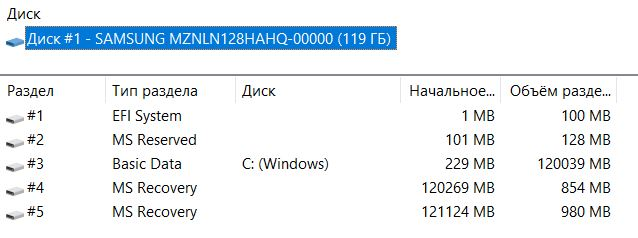 Диск
Диск #1 - SAMSUNG MZNLN128HAHQ-00000 (119 ГБ)
Раздел Тип раздела Диск Начальное... Объём разде...
#1 EFI System 1 MB 100 MB
#2 MS Reserved 101 MB 128 MB
#3 Basic Data C: (Windows) 229 MB 120039 MB
#4 MS Recovery 120269 MB 854 MB
#5 MS Recovery 121124 MB 980 MB